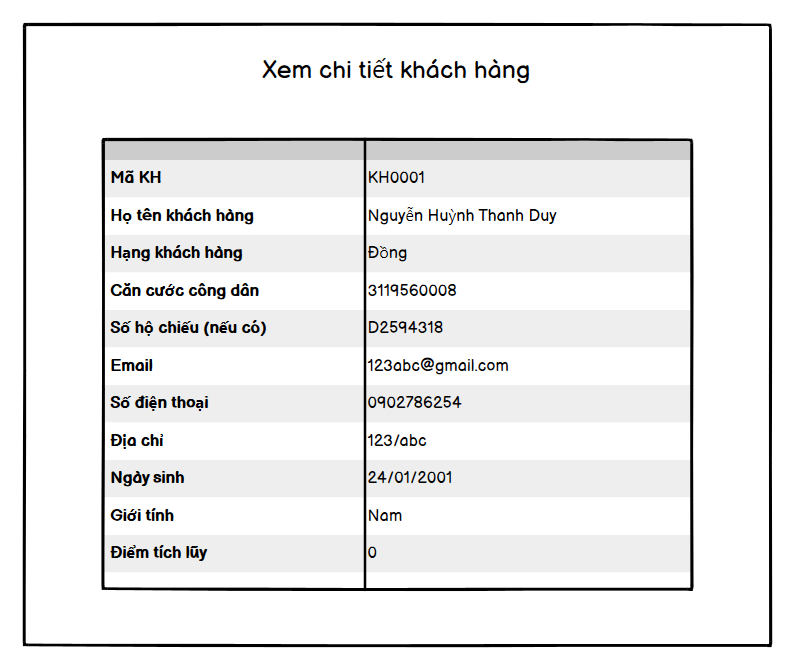 Xem chi tiết khách hàng
Mã KH KH0001
Họ tên khách hàng Nguyễn Huỳnh Thanh Duy
Hạng khách hàng Đồng
Căn cước công dân 3119560008
Số hộ chiếu (nếu có) D2594318
Email 123abc@gmail.com
Số điện thoại 0902786254
Địa chỉ 123/abc
Ngày sinh 24/01/2001
Giới tính Nam
Điểm tích lũy 0